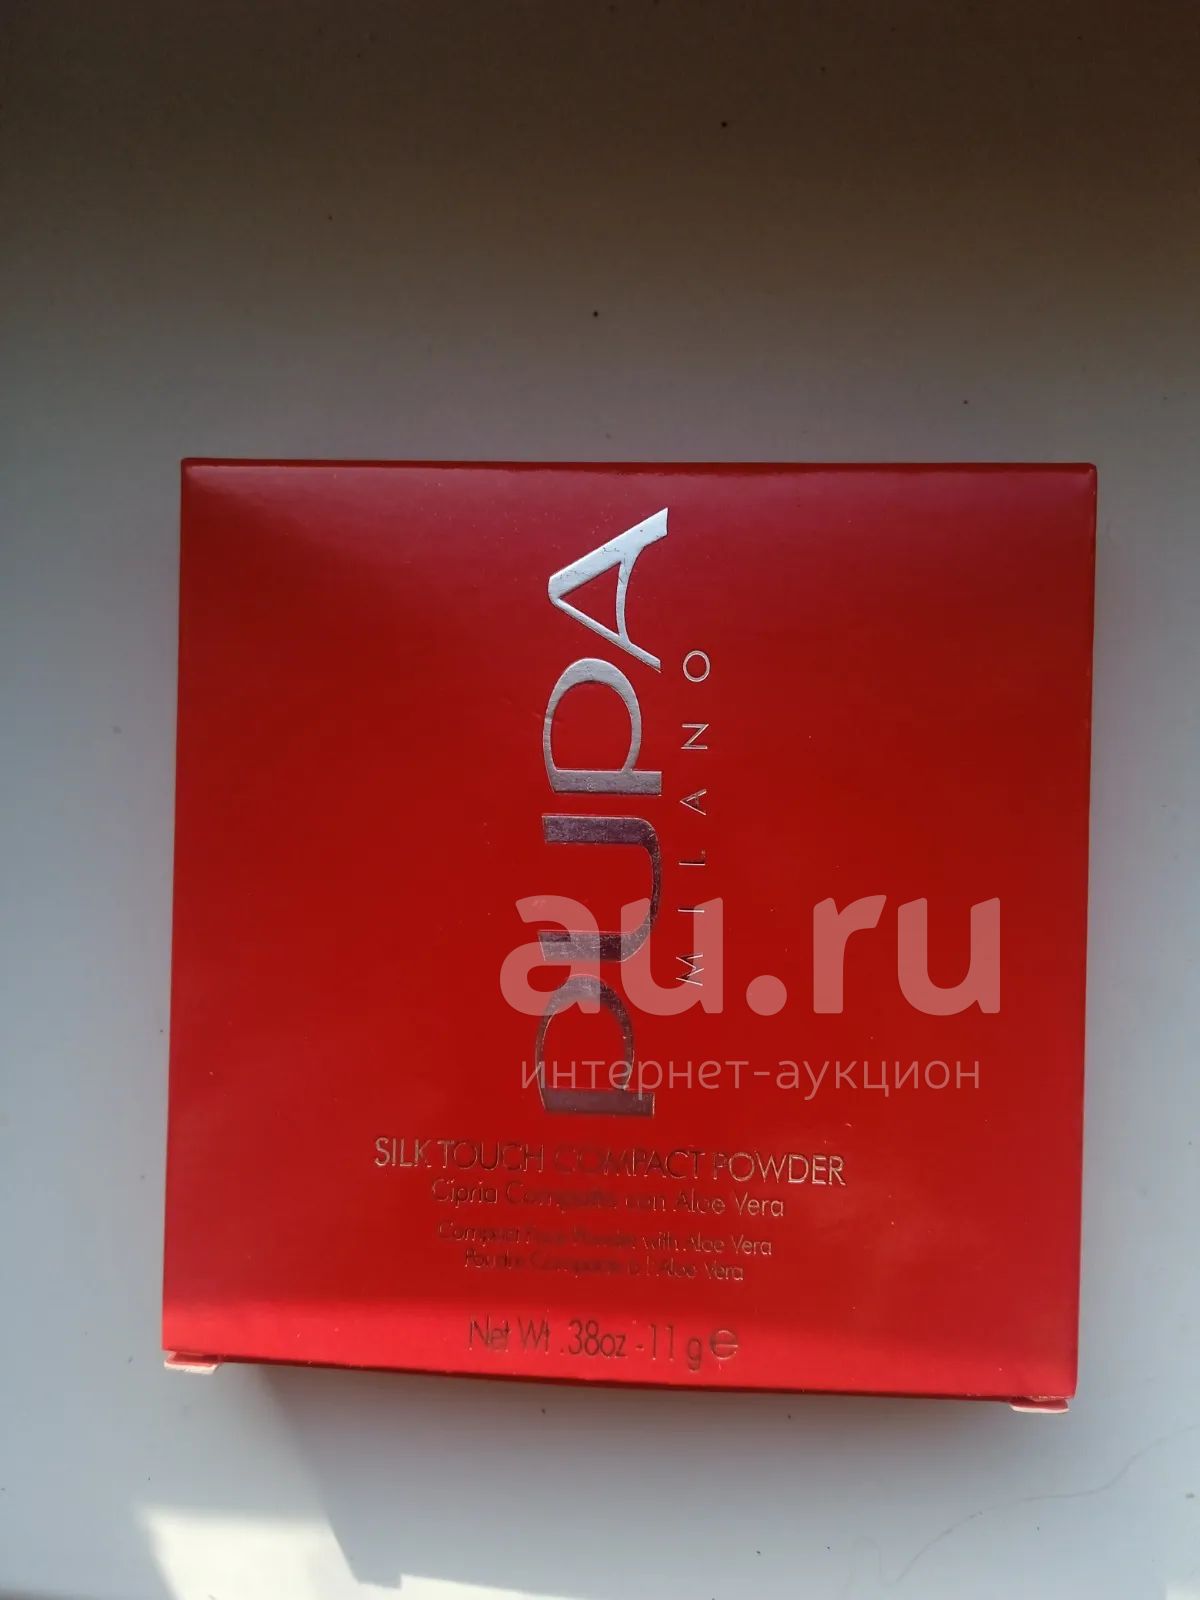 PUPA
MILANO
au.ru
интернет-аукцион
SILK TOUCH COMPACT POWDER
Cipria Compatta con Aloe Vera
Compact Face Powder with Aloe Vera
Poudre Compacte à l'Aloe Vera
Net Wt .38oz - 11 g e